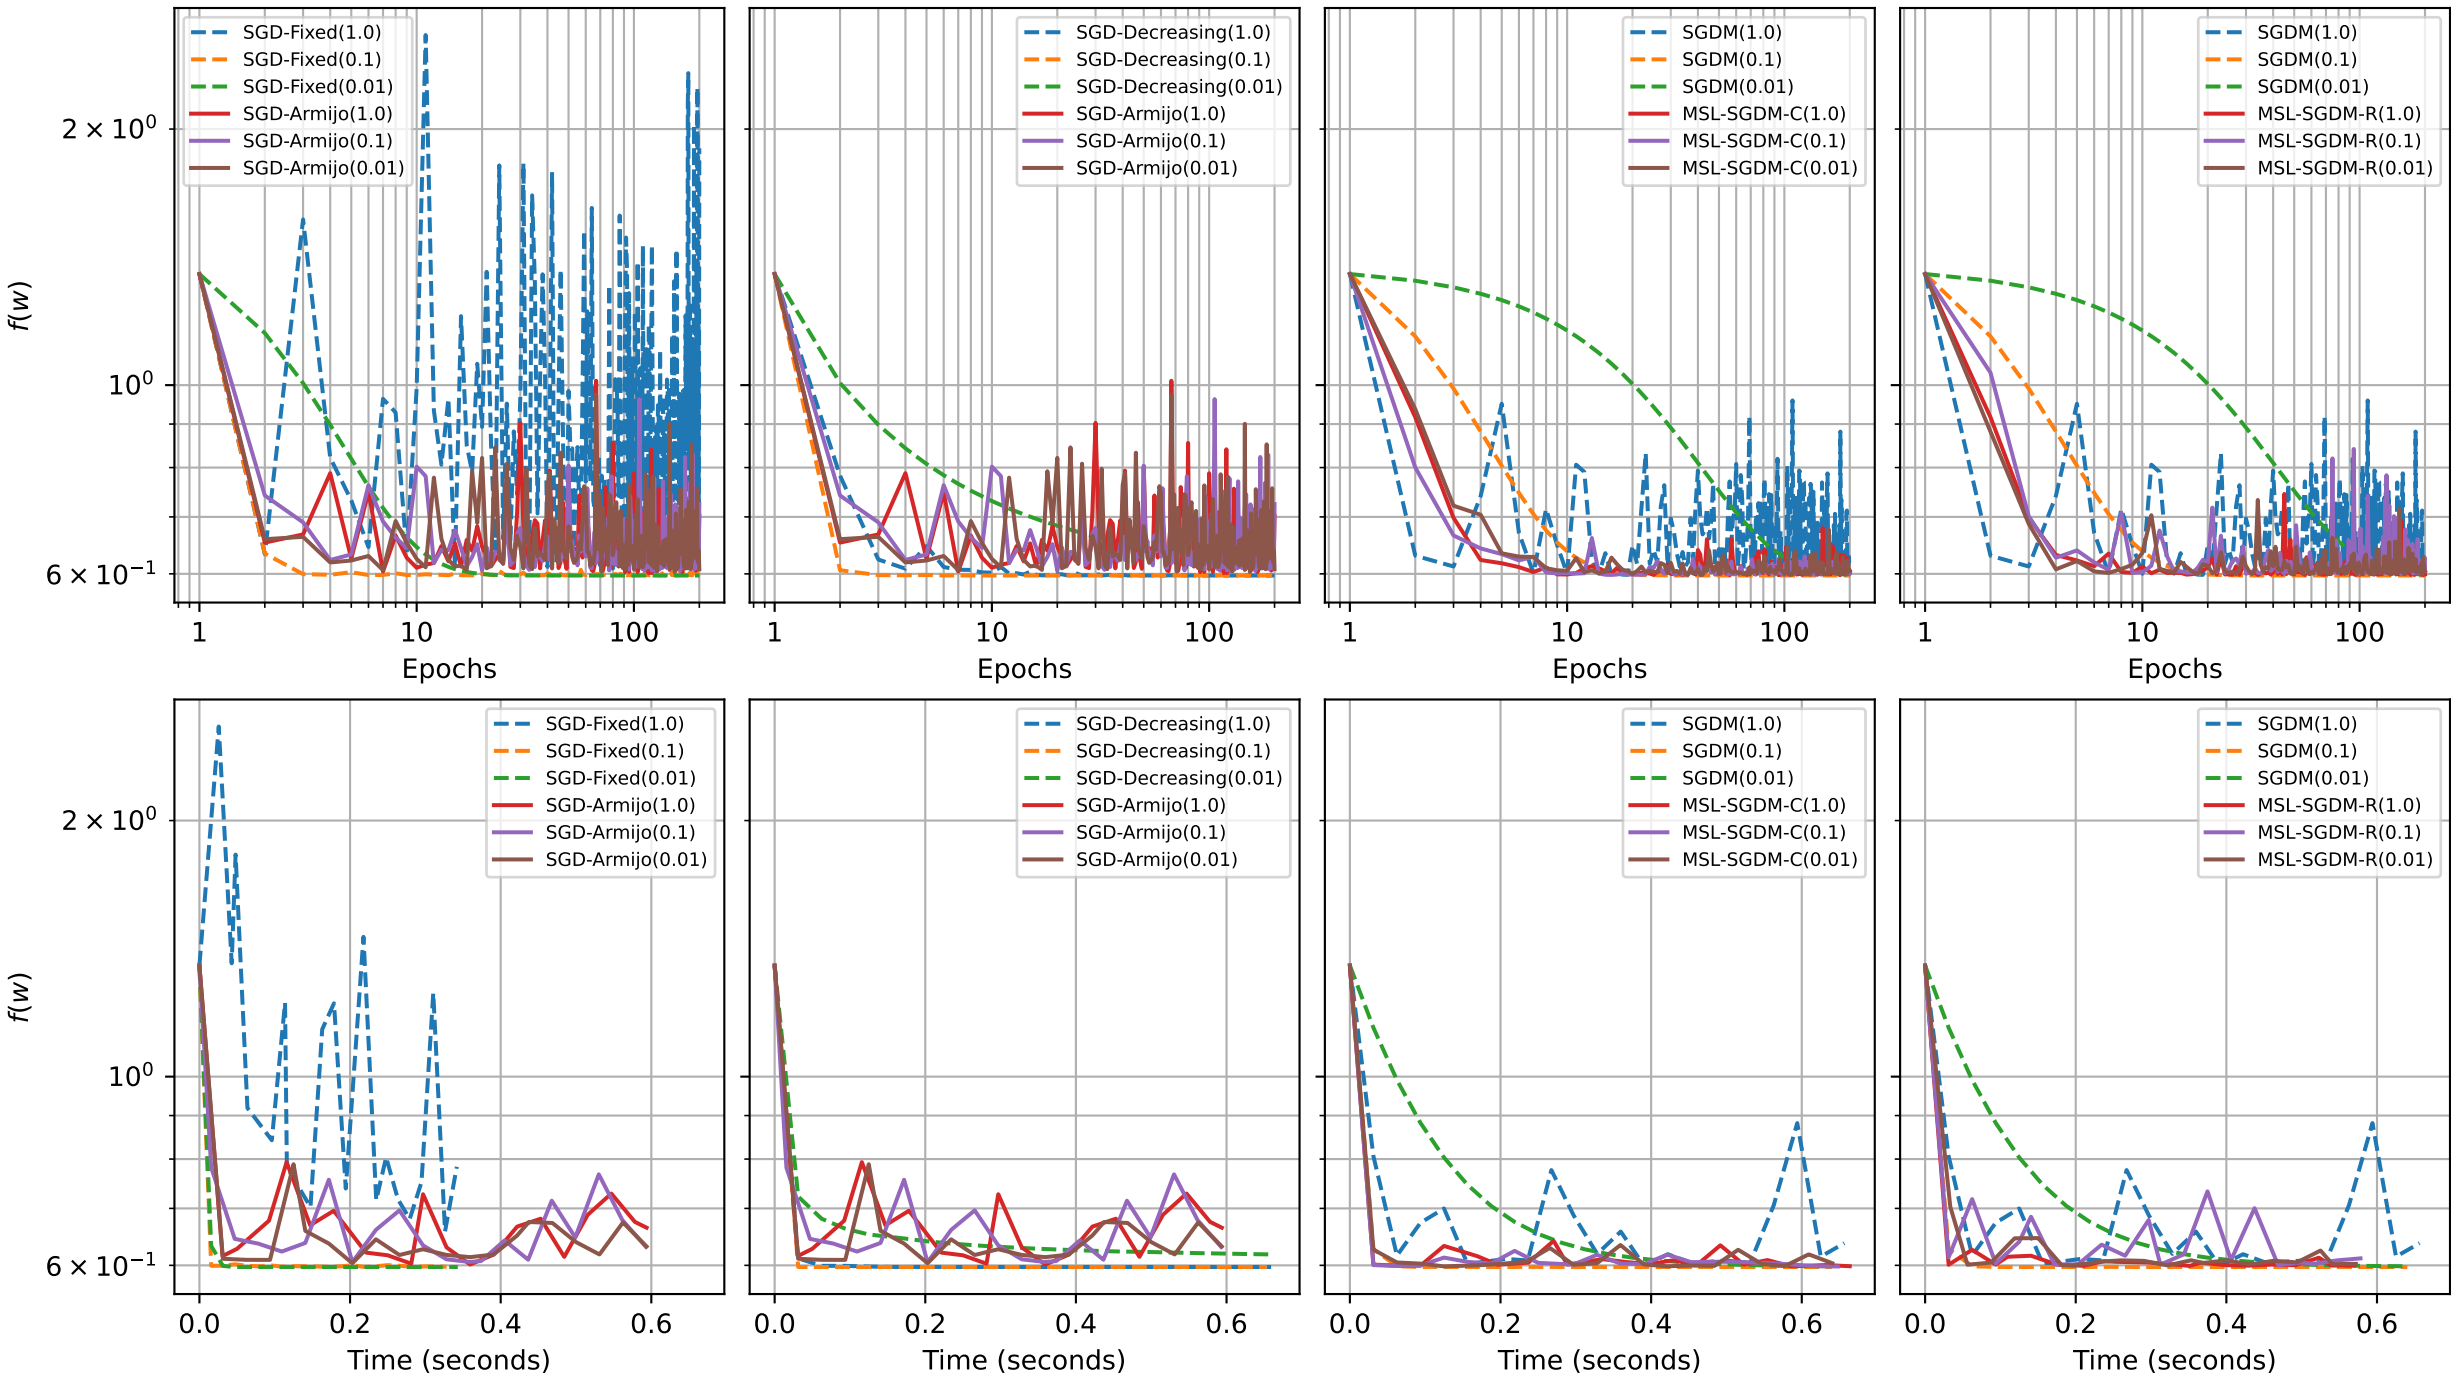 SGD-Fixed(1.0)
SGD-Fixed(0.1)
SGD-Fixed(0.01)
SGD-Armijo(1.0)
SGD-Armijo(0.1)
SGD-Armijo(0.01)
2 × 10⁰
10⁰
6 × 10⁻¹
f(w)
1 10 100
Epochs
SGD-Decreasing(1.0)
SGD-Decreasing(0.1)
SGD-Decreasing(0.01)
SGD-Armijo(1.0)
SGD-Armijo(0.1)
SGD-Armijo(0.01)
1 10 100
Epochs
SGDM(1.0)
SGDM(0.1)
SGDM(0.01)
MSL-SGDM-C(1.0)
MSL-SGDM-C(0.1)
MSL-SGDM-C(0.01)
1 10 100
Epochs
SGDM(1.0)
SGDM(0.1)
SGDM(0.01)
MSL-SGDM-R(1.0)
MSL-SGDM-R(0.1)
MSL-SGDM-R(0.01)
1 10 100
Epochs
SGD-Fixed(1.0)
SGD-Fixed(0.1)
SGD-Fixed(0.01)
SGD-Armijo(1.0)
SGD-Armijo(0.1)
SGD-Armijo(0.01)
2 × 10⁰
10⁰
6 × 10⁻¹
f(w)
0.0 0.2 0.4 0.6
Time (seconds)
SGD-Decreasing(1.0)
SGD-Decreasing(0.1)
SGD-Decreasing(0.01)
SGD-Armijo(1.0)
SGD-Armijo(0.1)
SGD-Armijo(0.01)
0.0 0.2 0.4 0.6
Time (seconds)
SGDM(1.0)
SGDM(0.1)
SGDM(0.01)
MSL-SGDM-C(1.0)
MSL-SGDM-C(0.1)
MSL-SGDM-C(0.01)
0.0 0.2 0.4 0.6
Time (seconds)
SGDM(1.0)
SGDM(0.1)
SGDM(0.01)
MSL-SGDM-R(1.0)
MSL-SGDM-R(0.1)
MSL-SGDM-R(0.01)
0.0 0.2 0.4 0.6
Time (seconds)